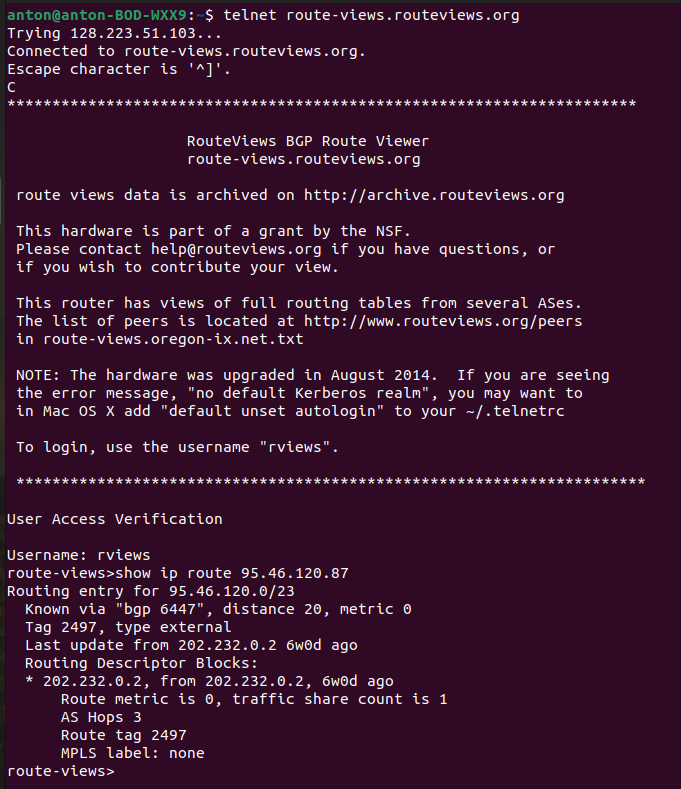 anton@anton-BOD-WXX9:~$ telnet route-views.routeviews.org
Trying 128.223.51.103...
Connected to route-views.routeviews.org.
Escape character is '^]'.
C
**********************************************************************

                    RouteViews BGP Route Viewer
                    route-views.routeviews.org

 route views data is archived on http://archive.routeviews.org

 This hardware is part of a grant by the NSF.
 Please contact help@routeviews.org if you have questions, or
 if you wish to contribute your view.

 This router has views of full routing tables from several ASes.
 The list of peers is located at http://www.routeviews.org/peers
 in route-views.oregon-ix.net.txt

 NOTE: The hardware was upgraded in August 2014.  If you are seeing
 the error message, "no default Kerberos realm", you may want to
 in Mac OS X add "default unset autologin" to your ~/.telnetrc

 To login, use the username "rviews".

 **********************************************************************

User Access Verification

Username: rviews
route-views>show ip route 95.46.120.87
Routing entry for 95.46.120.0/23
  Known via "bgp 6447", distance 20, metric 0
  Tag 2497, type external
  Last update from 202.232.0.2 6w0d ago
  Routing Descriptor Blocks:
  * 202.232.0.2, from 202.232.0.2, 6w0d ago
      Route metric is 0, traffic share count is 1
      AS Hops 3
      Route tag 2497
      MPLS label: none
route-views>